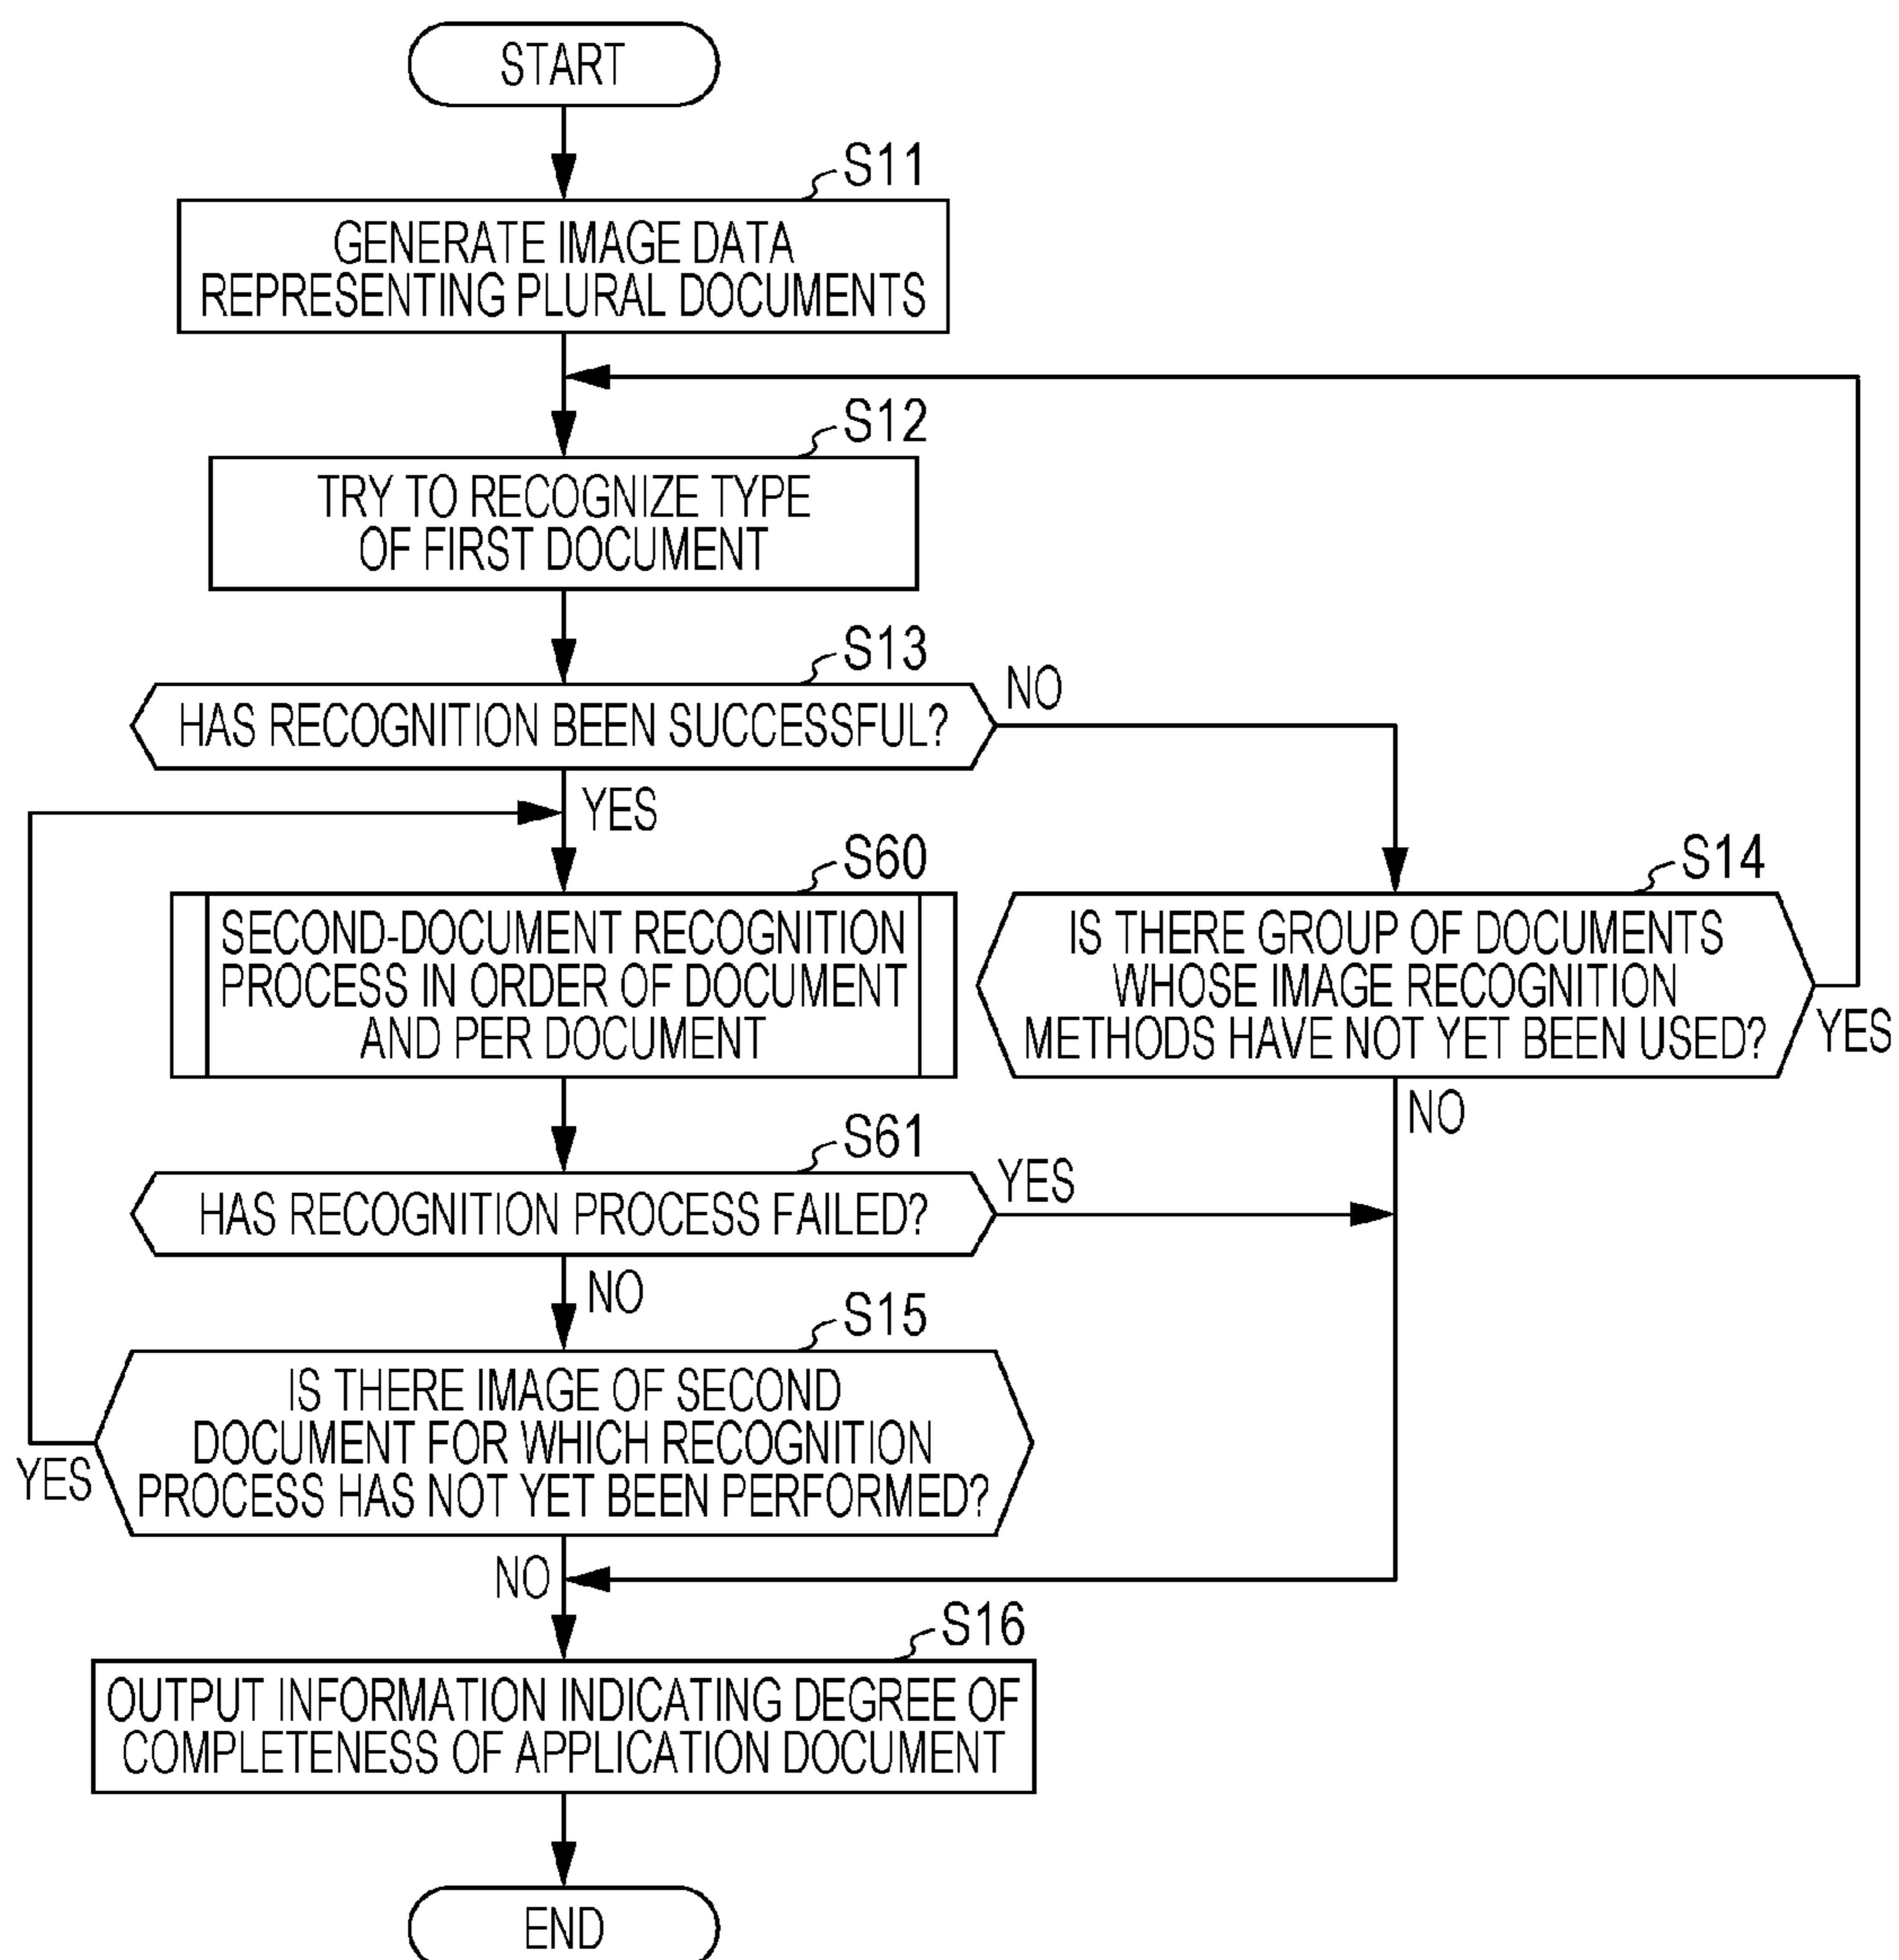 START
S11
GENERATE IMAGE DATA
REPRESENTING PLURAL DOCUMENTS
S12
TRY TO RECOGNIZE TYPE
OF FIRST DOCUMENT
S13
HAS RECOGNITION BEEN SUCCESSFUL?
NO
YES
S60
SECOND-DOCUMENT RECOGNITION
PROCESS IN ORDER OF DOCUMENT
AND PER DOCUMENT
S14
IS THERE GROUP OF DOCUMENTS
WHOSE IMAGE RECOGNITION
METHODS HAVE NOT YET BEEN USED?
YES
NO
S61
HAS RECOGNITION PROCESS FAILED?
YES
NO
S15
IS THERE IMAGE OF SECOND
DOCUMENT FOR WHICH RECOGNITION
PROCESS HAS NOT YET BEEN PERFORMED?
YES
NO
S16
OUTPUT INFORMATION INDICATING DEGREE OF
COMPLETENESS OF APPLICATION DOCUMENT
END